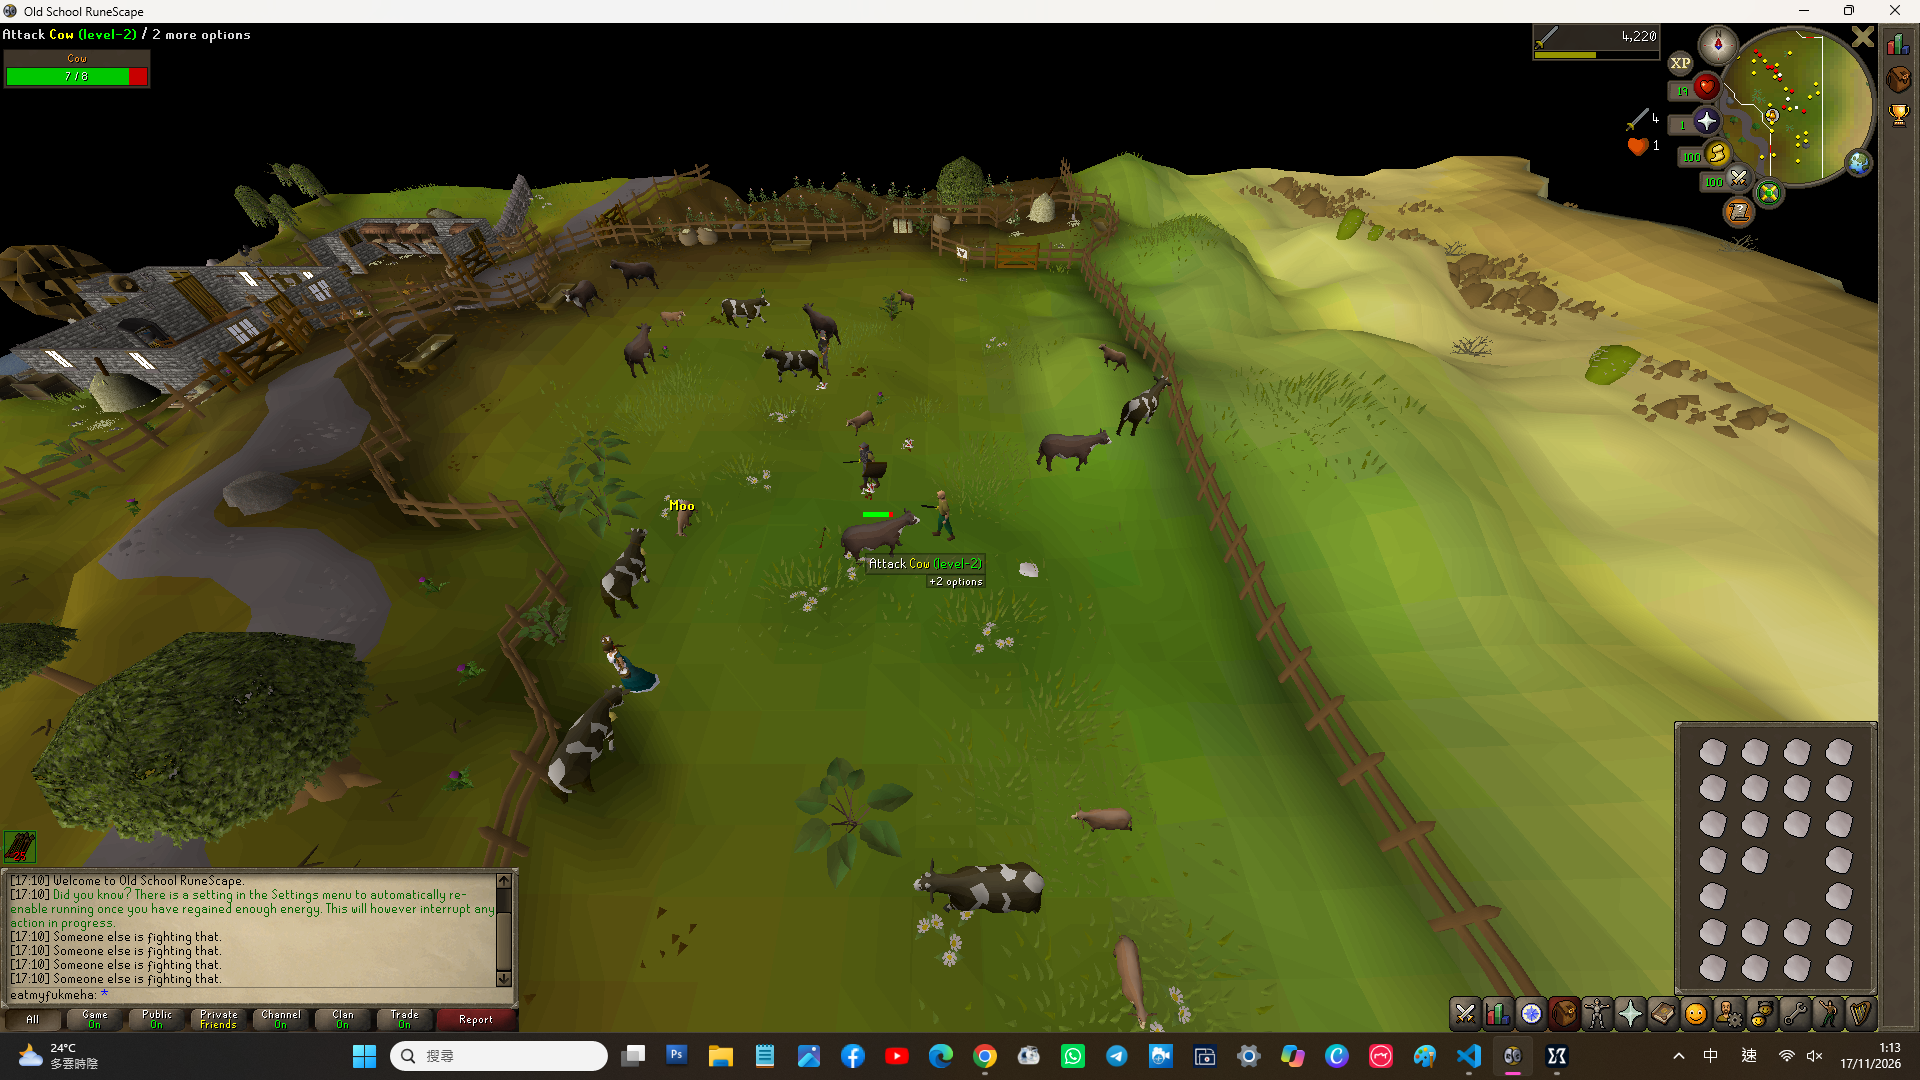 Old School RuneScape
Attack Cow (level-2) / 2 more options
Cow
7 / 8
4,220
XP
N
19
4
1
1
100
100
Moo
Attack Cow (level-2)
+2 options
23
[17:10] Welcome to Old School RuneScape.
[17:10] Did you know? There is a setting in the Settings menu to automatically re-
enable running once you have regained enough energy. This will however interrupt any
action in progress.
[17:10] Someone else is fighting that.
[17:10] Someone else is fighting that.
[17:10] Someone else is fighting that.
[17:10] Someone else is fighting that.
eatmyfukmeha: *
All
Game
On
Public
On
Private
Friends
Channel
On
Clan
On
Trade
On
Report
24°C
多雲時陰
搜尋
Ps
中
速
1:13
17/11/2026